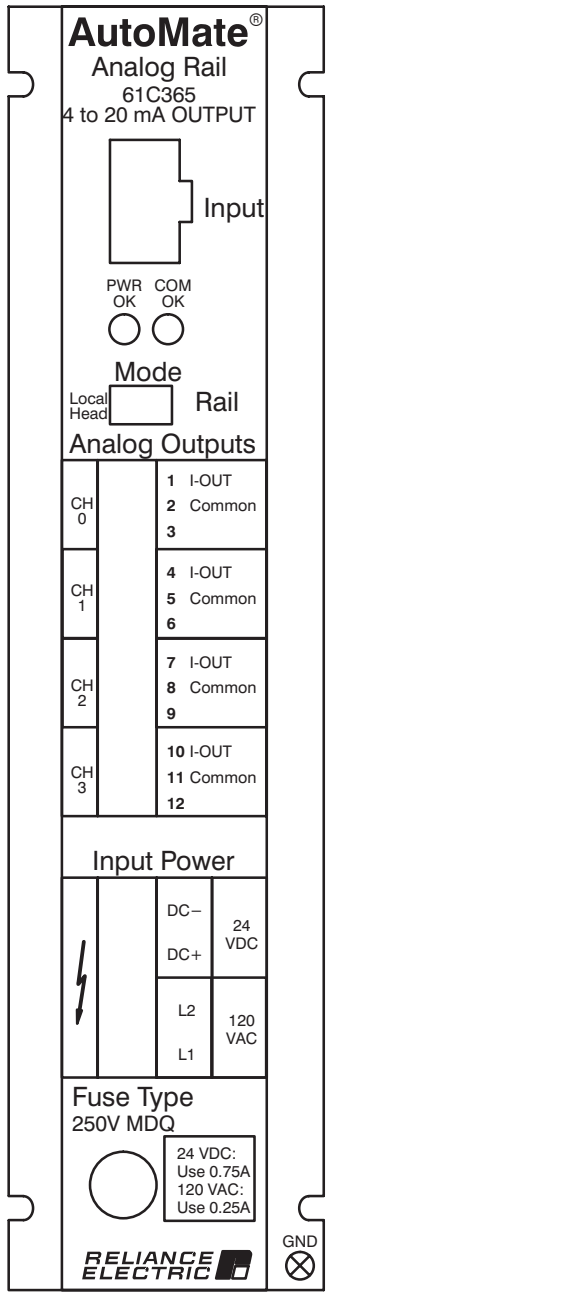 AutoMate®
Analog Rail
61C365
4 to 20 mA OUTPUT
Input
PWR OK
COM OK
Mode
Local Head
Rail
Analog Outputs
CH 0
1 I-OUT
2 Common
3
CH 1
4 I-OUT
5 Common
6
CH 2
7 I-OUT
8 Common
9
CH 3
10 I-OUT
11 Common
12
Input Power
DC−
DC+
24 VDC
L2
L1
120 VAC
Fuse Type
250V MDQ
24 VDC:
Use 0.75A
120 VAC:
Use 0.25A
RELIANCE
ELECTRIC
GND